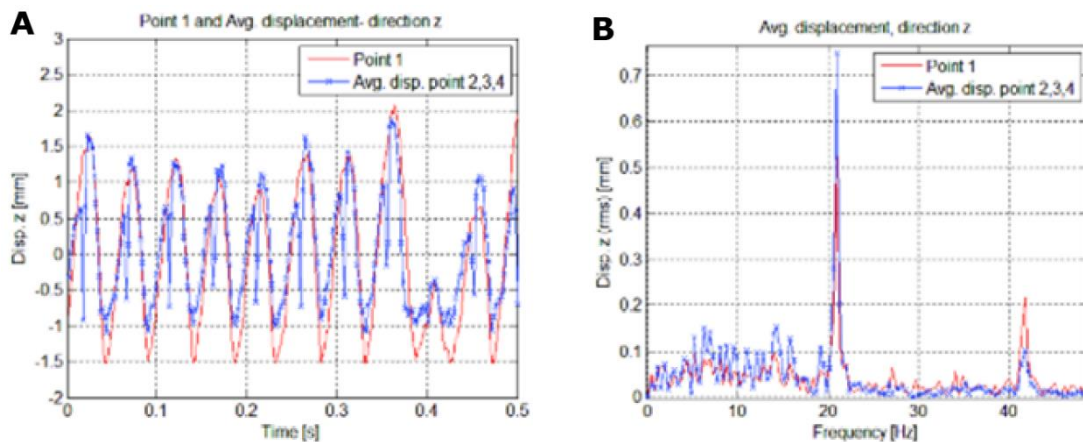 A
Point 1 and Avg. displacement- direction z
3
2.5
2
1.5
1
0.5
0
-0.5
-1
-1.5
-2
Disp. z [mm]
Point 1
Avg. disp. point 2,3,4
0 0.1 0.2 0.3 0.4 0.5
Time [s]
B
Avg. displacement, direction z
0.7
0.6
0.5
0.4
0.3
0.2
0.1
0
Disp. z (rms) [mm]
Point 1
Avg. disp. point 2,3,4
0 10 20 30 40
Frequency [Hz]